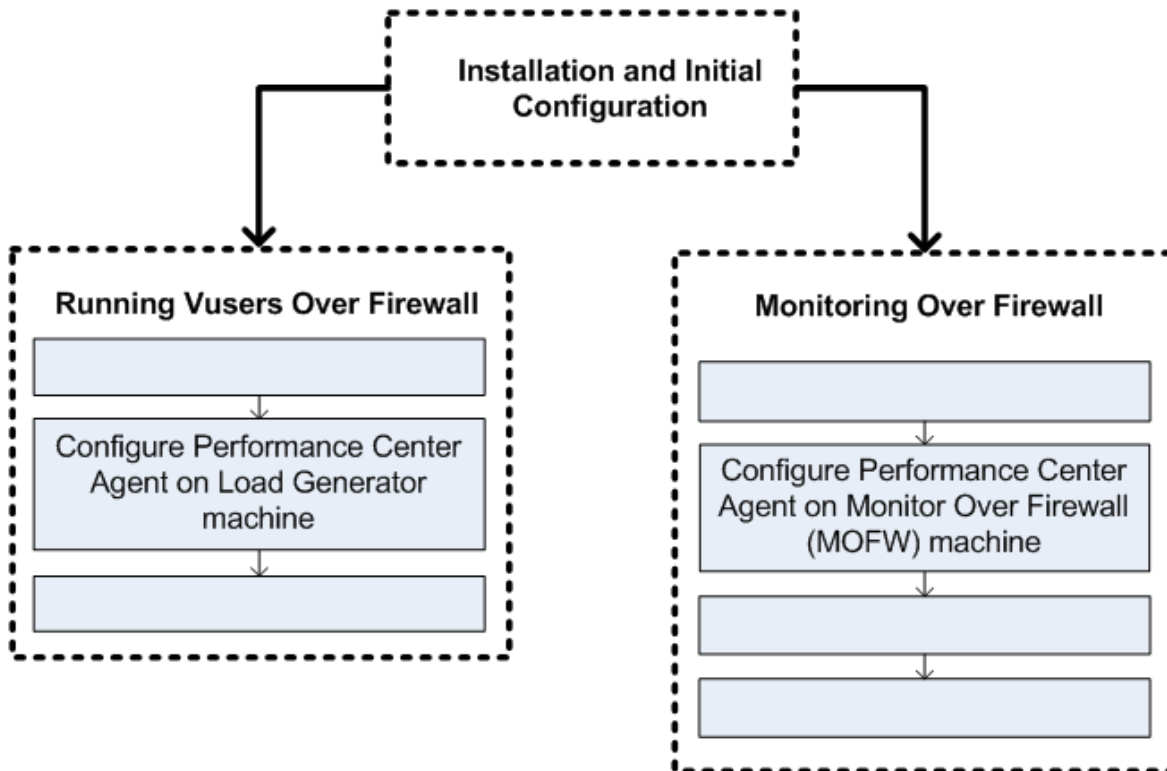 Installation and Initial
Configuration
Running Vusers Over Firewall
Configure Performance Center
Agent on Load Generator
machine
Monitoring Over Firewall
Configure Performance Center
Agent on Monitor Over Firewall
(MOFW) machine